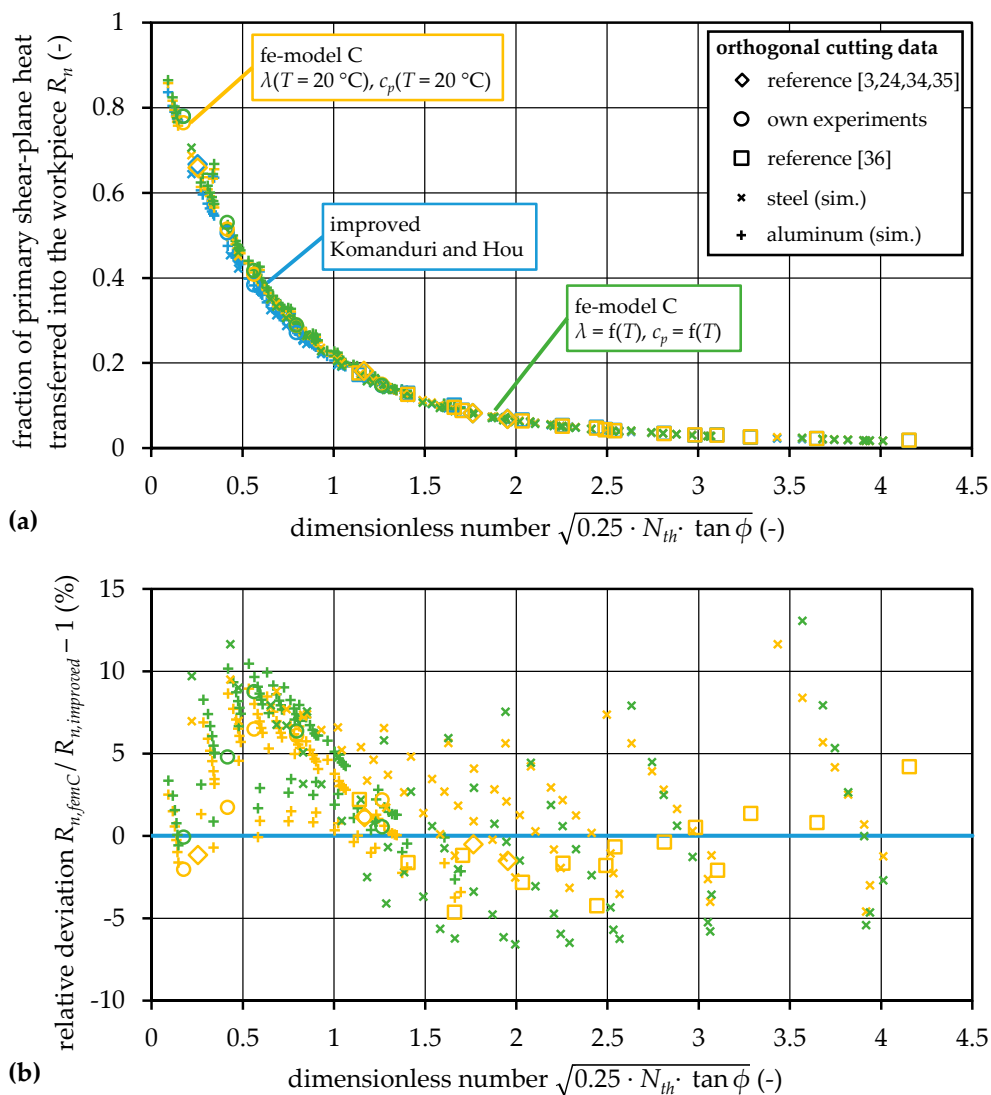 fraction of primary shear-plane heat
transferred into the workpiece Rₙ (-)
1
0.8
0.6
0.4
0.2
0
fe-model C
λ(T = 20 °C), cₚ(T = 20 °C)
improved
Komanduri and Hou
fe-model C
λ = f(T), cₚ = f(T)
orthogonal cutting data
reference [3,24,34,35]
own experiments
reference [36]
steel (sim.)
aluminum (sim.)
0 0.5 1 1.5 2 2.5 3 3.5 4 4.5
(a)
dimensionless number √(0.25 · Nₜₕ · tan ϕ) (-)
relative deviation Rₙ,femC / Rₙ,improved − 1 (%)
15
10
5
0
-5
-10
0 0.5 1 1.5 2 2.5 3 3.5 4 4.5
(b)
dimensionless number √(0.25 · Nₜₕ · tan ϕ) (-)